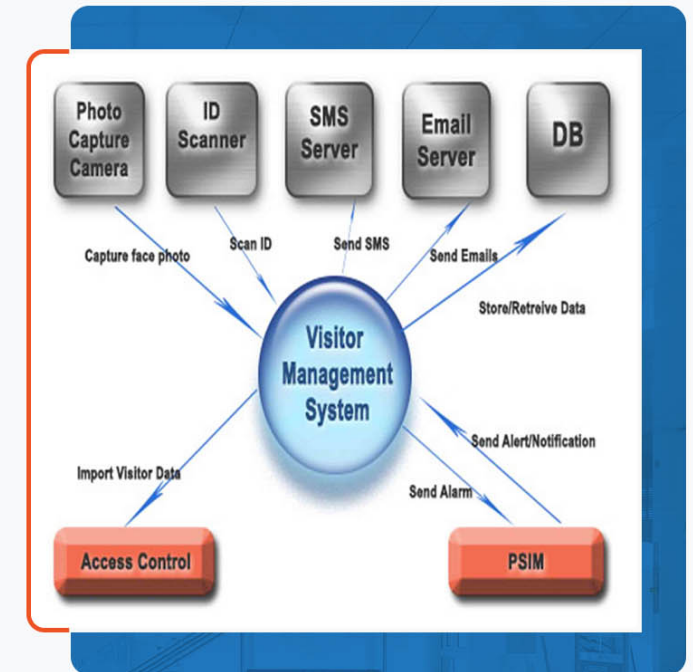 Photo
Capture
Camera
ID
Scanner
SMS
Server
Email
Server
DB
Capture face photo
Scan ID
Send SMS
Send Emails
Store/Retreive Data
Visitor
Management
System
Import Visitor Data
Send Alarm
Send Alert/Notification
Access Control
PSIM